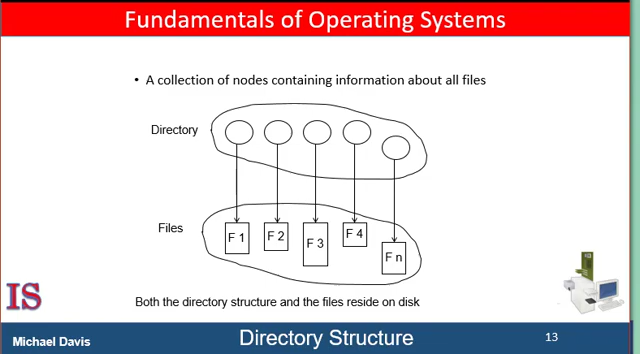 Fundamentals of Operating Systems
• A collection of nodes containing information about all files
Directory
Files
F 1
F 2
F 3
F 4
F n
Both the directory structure and the files reside on disk
IS
Michael Davis
Directory Structure
13